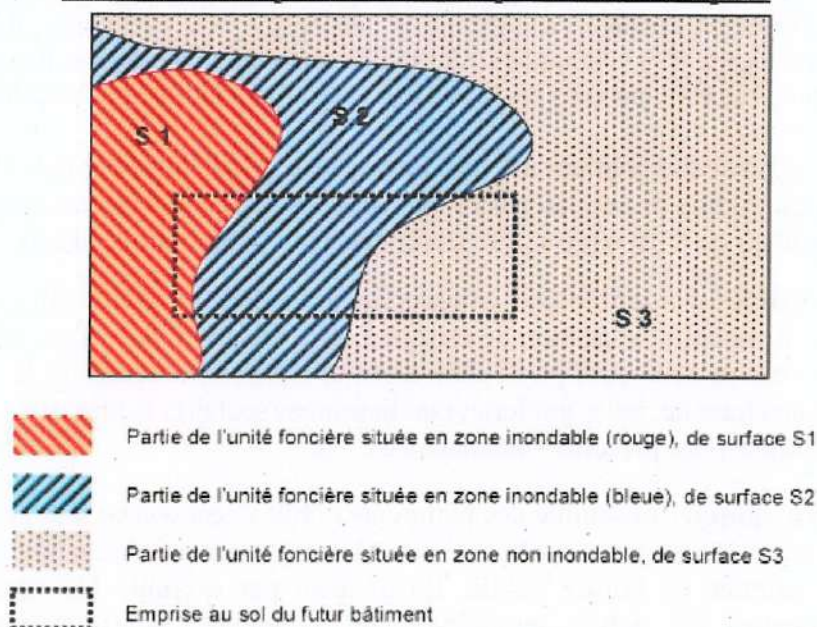 S 1
S 2
S 3
Partie de l'unité foncière située en zone inondable (rouge), de surface S1
Partie de l'unité foncière située en zone inondable (bleue), de surface S2
Partie de l'unité foncière située en zone non inondable, de surface S3
Emprise au sol du futur bâtiment